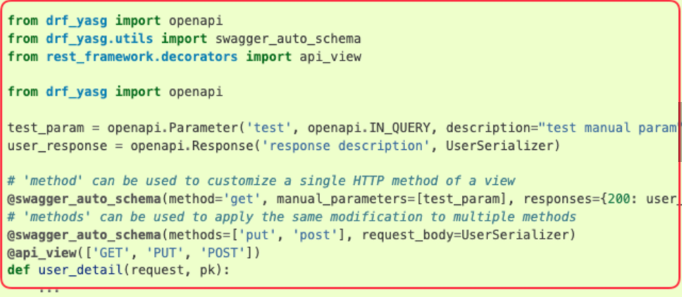 from drf_yasg import openapi
from drf_yasg.utils import swagger_auto_schema
from rest_framework.decorators import api_view
from drf_yasg import openapi
test_param = openapi.Parameter('test', openapi.IN_QUERY, description="test manual param"
user_response = openapi.Response('response description', UserSerializer)
# 'method' can be used to customize a single HTTP method of a view
@swagger_auto_schema(method='get', manual_parameters=[test_param], responses={200: user_
# 'methods' can be used to apply the same modification to multiple methods
@swagger_auto_schema(methods=['put', 'post'], request_body=UserSerializer)
@api_view(['GET', 'PUT', 'POST'])
def user_detail(request, pk):
...